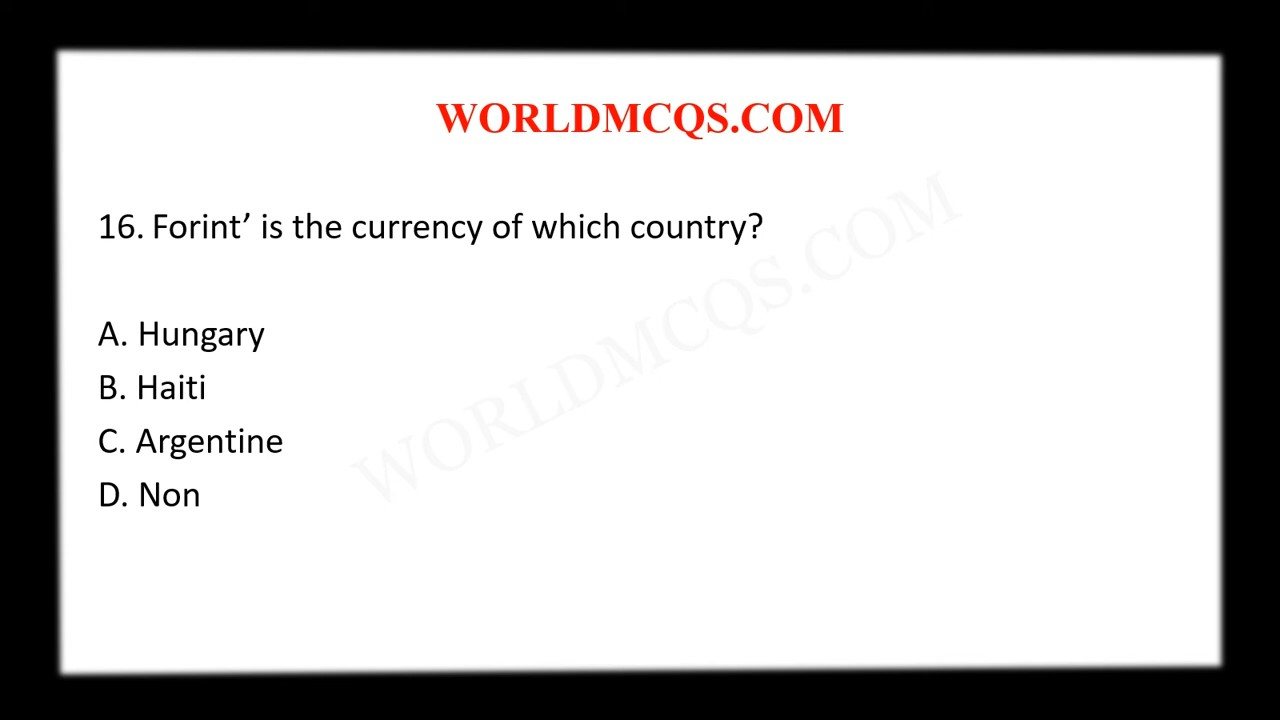 WORLDMCQS.COM
16. Forint’ is the currency of which country?
A. Hungary
B. Haiti
C. Argentine
D. Non
WORLDMCQS.COM